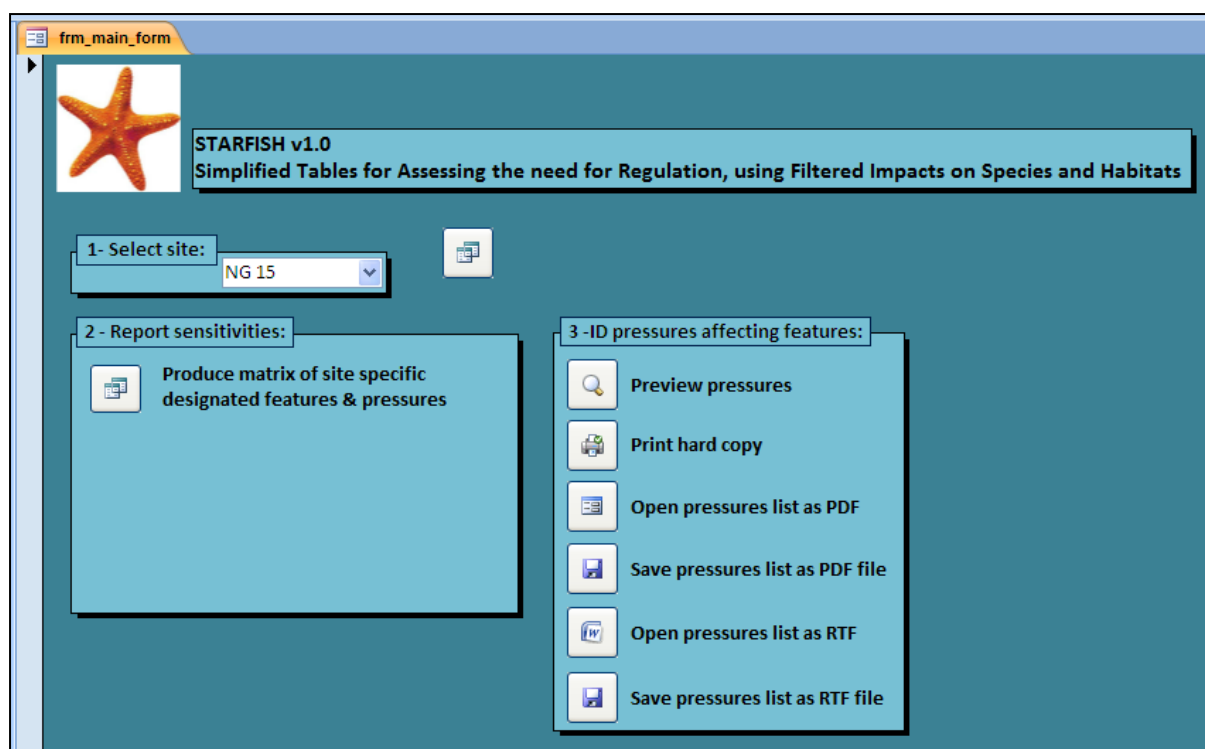 frm_main_form
STARFISH v1.0
Simplified Tables for Assessing the need for Regulation, using Filtered Impacts on Species and Habitats
1- Select site:
NG 15
2 - Report sensitivities:
Produce matrix of site specific
designated features & pressures
3 -ID pressures affecting features:
Preview pressures
Print hard copy
Open pressures list as PDF
Save pressures list as PDF file
Open pressures list as RTF
Save pressures list as RTF file